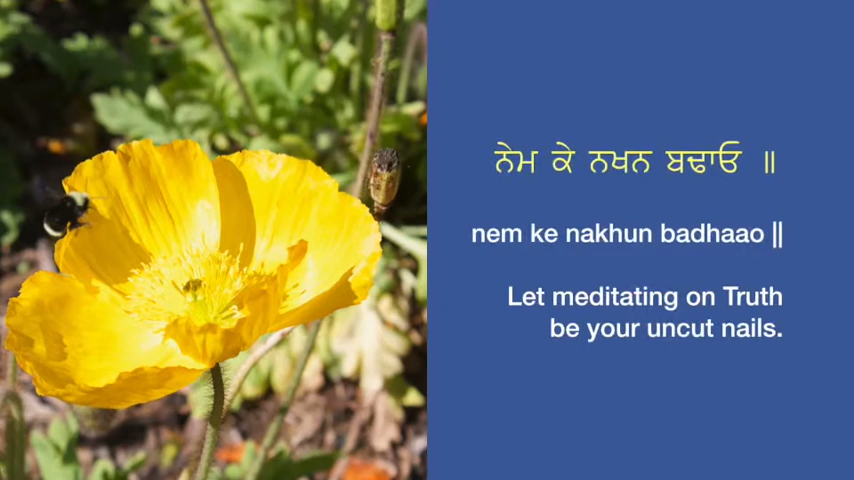 ਨੇਮ ਕੇ ਨਖਨ ਬਢਾਓ ॥
nem ke nakhun badhaao ||
Let meditating on Truth
be your uncut nails.